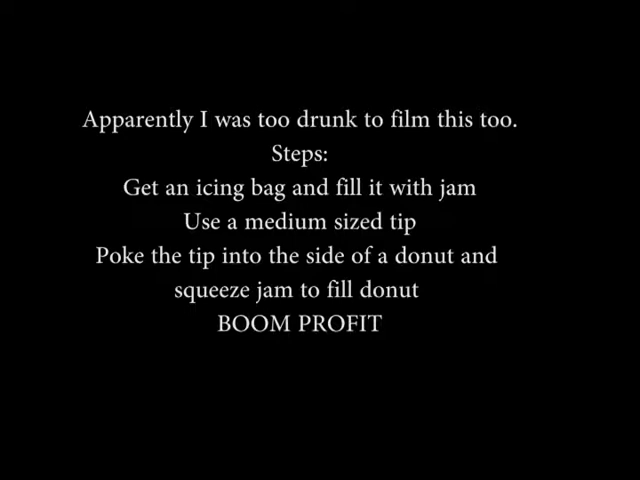 Apparently I was too drunk to film this too.
Steps:
Get an icing bag and fill it with jam
Use a medium sized tip
Poke the tip into the side of a donut and
squeeze jam to fill donut
BOOM PROFIT